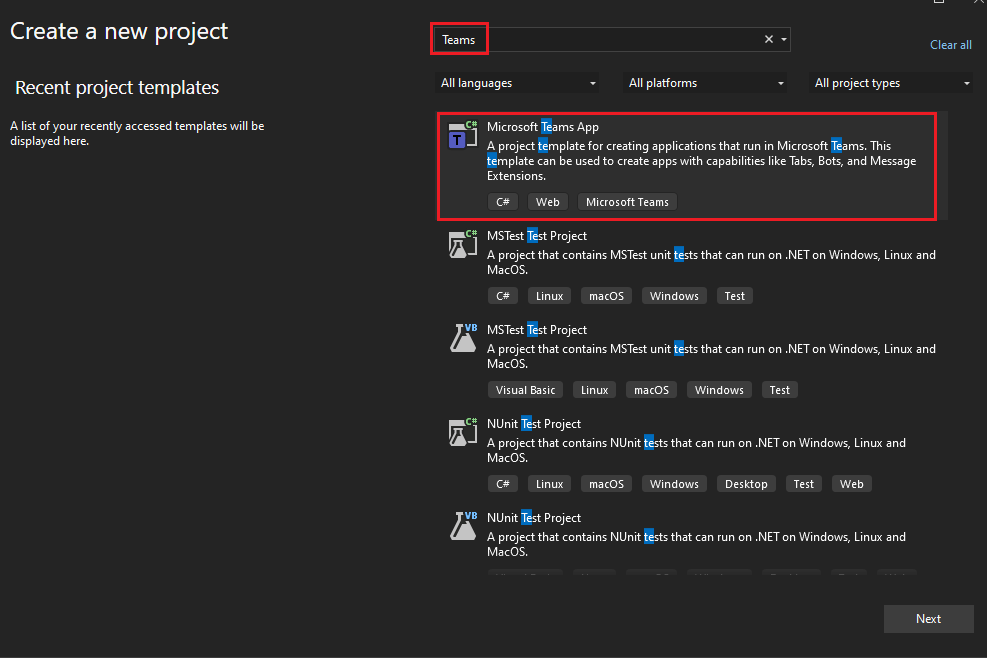 Create a new project
Recent project templates
A list of your recently accessed templates will be
displayed here.
Teams
Clear all
All languages
All platforms
All project types
C#
T
Microsoft Teams App
A project template for creating applications that run in Microsoft Teams. This
template can be used to create apps with capabilities like Tabs, Bots, and Message
Extensions.
C# Web Microsoft Teams
C#
MSTest Test Project
A project that contains MSTest unit tests that can run on .NET on Windows, Linux and
MacOS.
C# Linux macOS Windows Test
VB
MSTest Test Project
A project that contains MSTest unit tests that can run on .NET on Windows, Linux and
MacOS.
Visual Basic Linux macOS Windows Test
C#
NUnit Test Project
A project that contains NUnit tests that can run on .NET on Windows, Linux and
MacOS.
C# Linux macOS Windows Desktop Test Web
VB
NUnit Test Project
A project that contains NUnit tests that can run on .NET on Windows, Linux and
MacOS.
Next